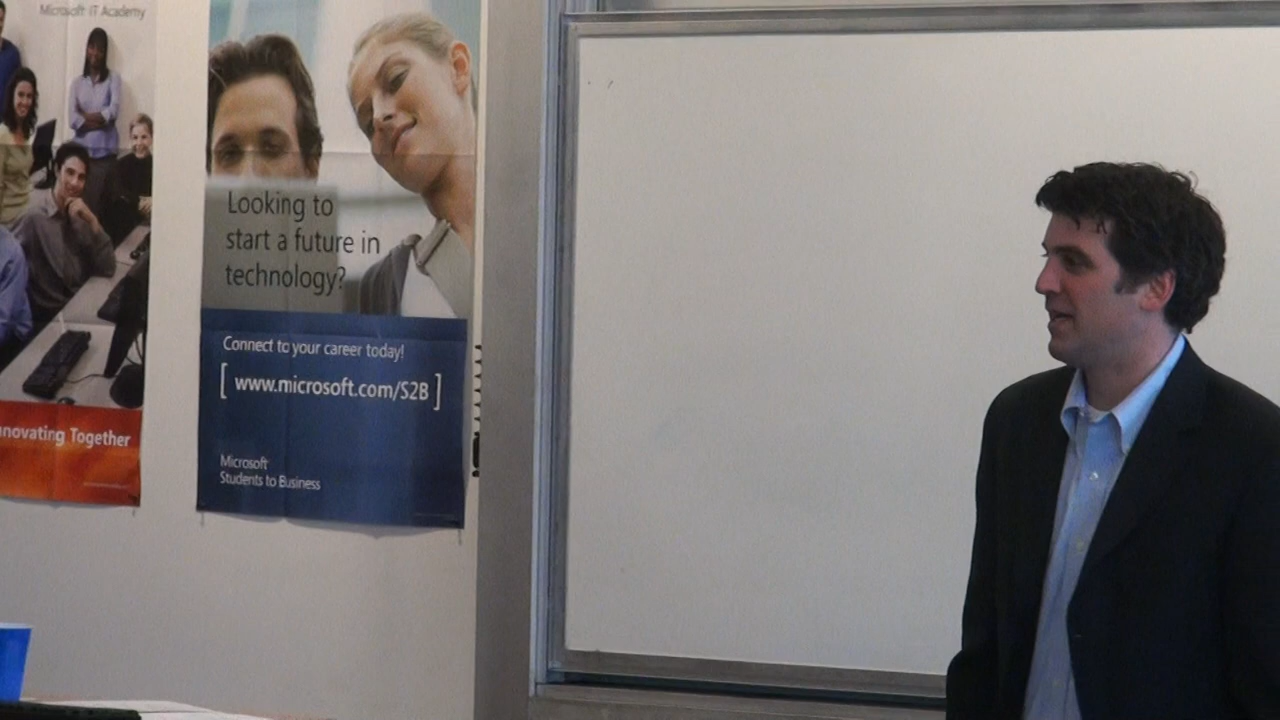 Microsoft IT Academy
Innovating Together
Looking to
start a future in
technology?
Connect to your career today!
[ www.microsoft.com/S2B ]
Microsoft
Students to Business